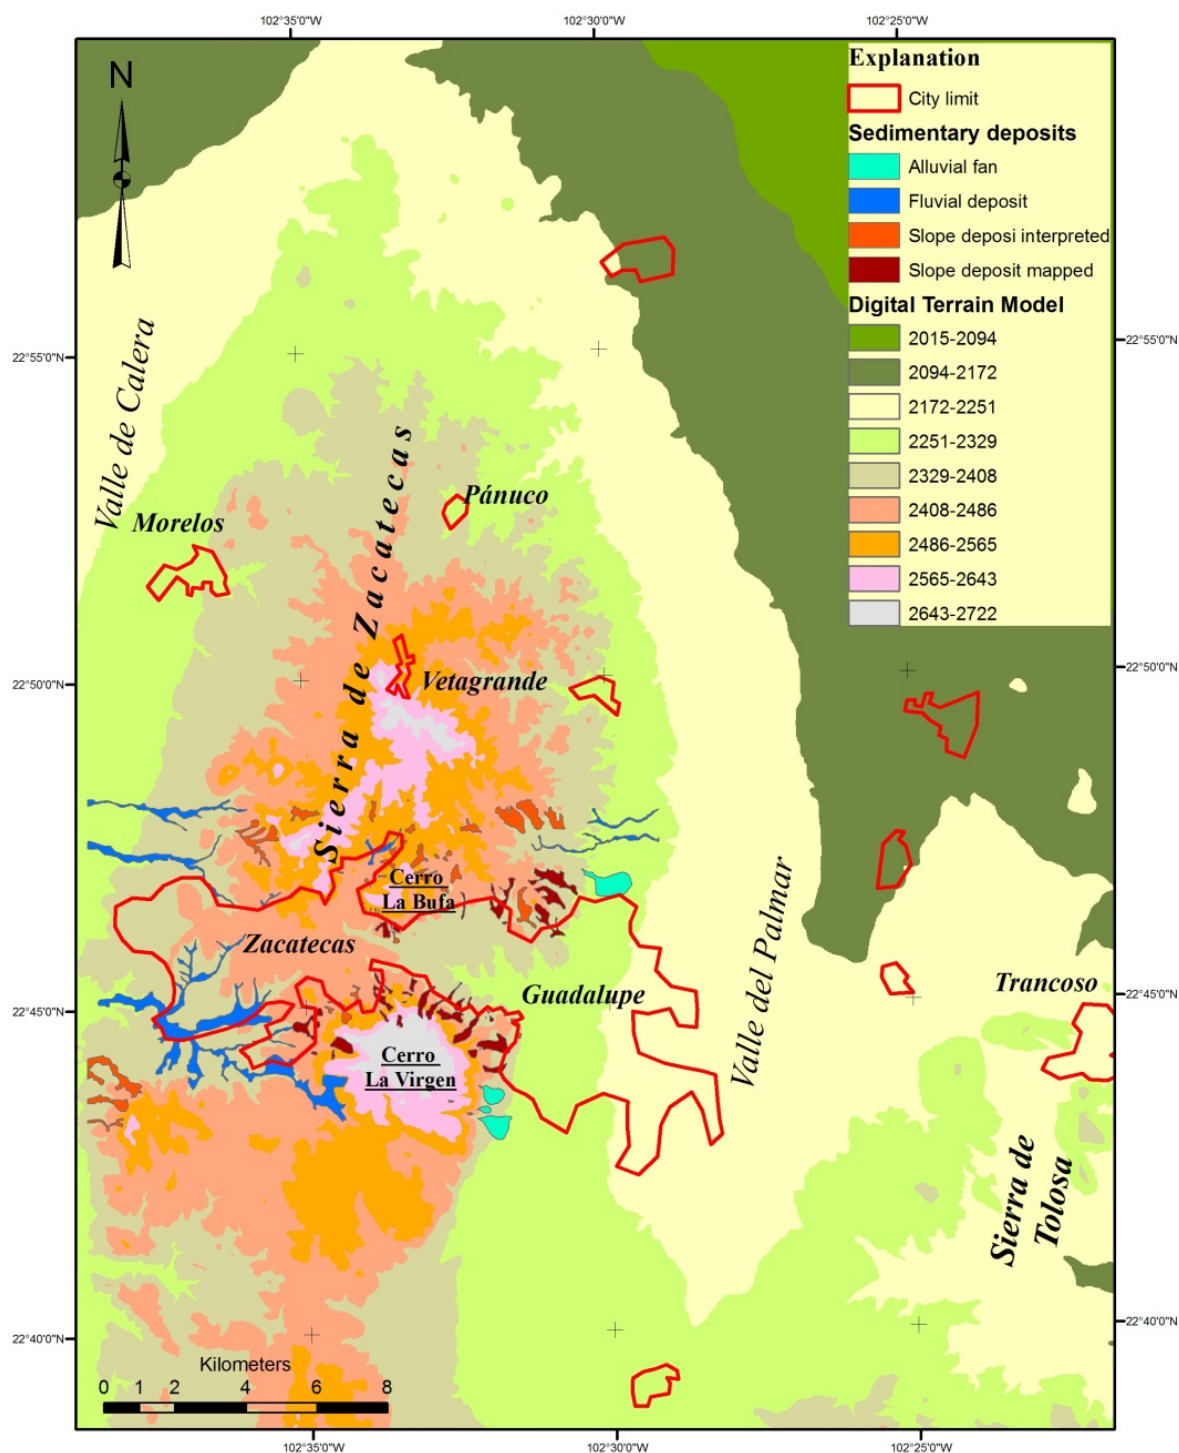 102°35'0"W
102°30'0"W
102°25'0"W
N
Explanation
City limit
Sedimentary deposits
Alluvial fan
Fluvial deposit
Slope deposi interpreted
Slope deposit mapped
Digital Terrain Model
2015-2094
2094-2172
2172-2251
2251-2329
2329-2408
2408-2486
2486-2565
2565-2643
2643-2722
22°55'0"N
22°55'0"N
Valle de Calera
Sierra de Zacatecas
Pánuco
Morelos
22°50'0"N
22°50'0"N
Vetagrande
Cerro
La Bufa
Zacatecas
Guadalupe
Valle del Palmar
Trancoso
22°45'0"N
22°45'0"N
Cerro
La Virgen
Sierra de
Tolosa
22°40'0"N
22°40'0"N
Kilometers
0 1 2 4 6 8
102°35'0"W
102°30'0"W
102°25'0"W